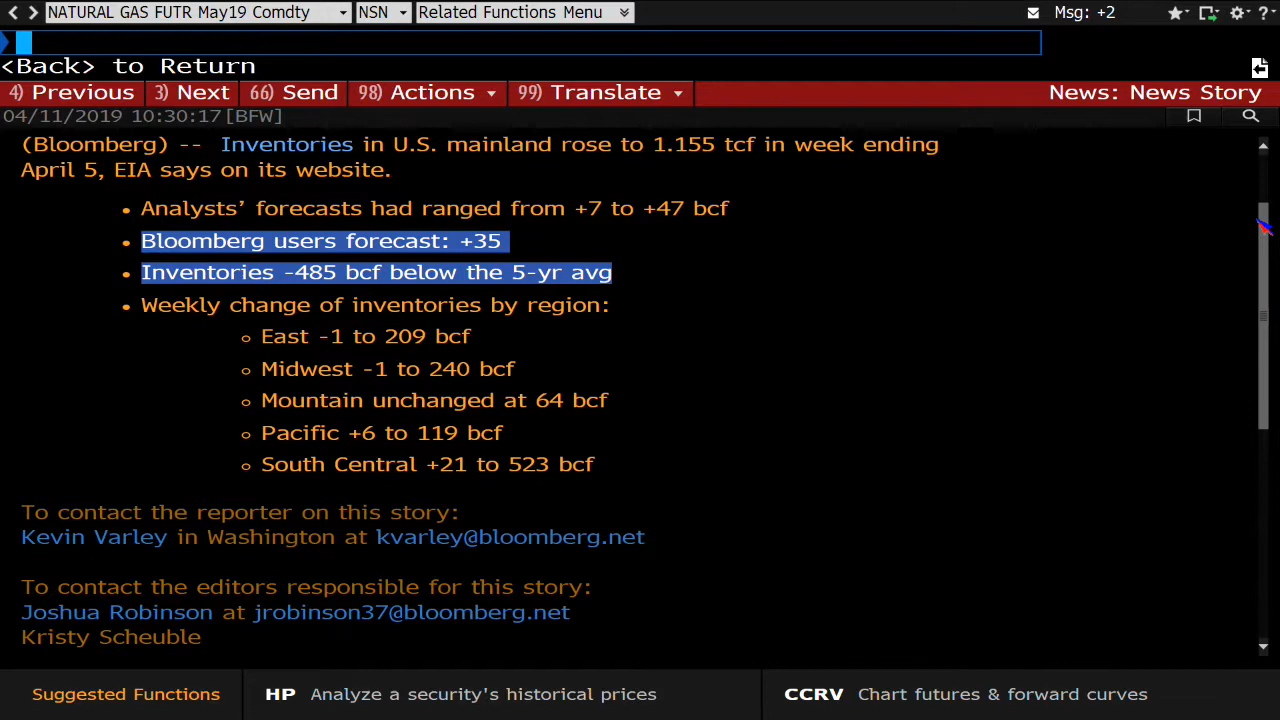 NATURAL GAS FUTR May19 Comdty NSN Related Functions Menu Msg: +2
<Back> to Return
4) Previous 3) Next 66) Send 98) Actions 99) Translate News: News Story
04/11/2019 10:30:17[BFW]
(Bloomberg) -- Inventories in U.S. mainland rose to 1.155 tcf in week ending
April 5, EIA says on its website.
• Analysts' forecasts had ranged from +7 to +47 bcf
• Bloomberg users forecast: +35
• Inventories -485 bcf below the 5-yr avg
• Weekly change of inventories by region:
○ East -1 to 209 bcf
○ Midwest -1 to 240 bcf
○ Mountain unchanged at 64 bcf
○ Pacific +6 to 119 bcf
○ South Central +21 to 523 bcf
To contact the reporter on this story:
Kevin Varley in Washington at kvarley@bloomberg.net
To contact the editors responsible for this story:
Joshua Robinson at jrobinson37@bloomberg.net
Kristy Scheuble
Suggested Functions HP Analyze a security's historical prices CCRV Chart futures & forward curves